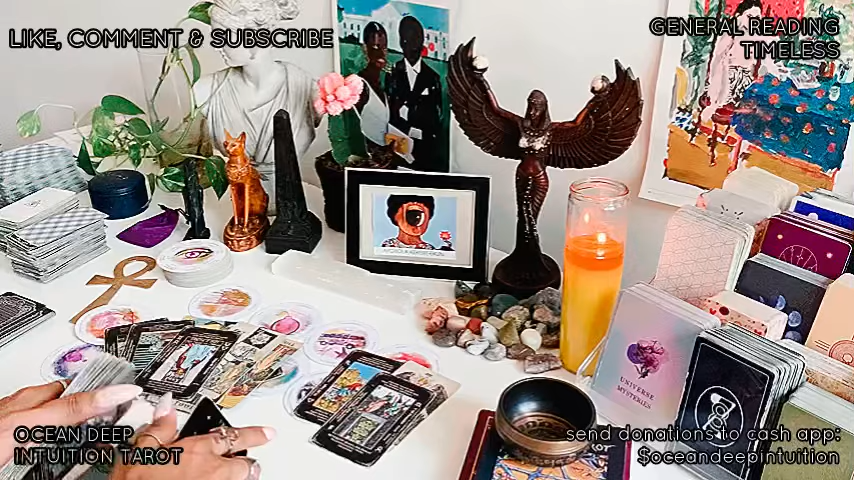 LIKE, COMMENT & SUBSCRIBE
GENERAL READING
TIMELESS
UNIVERSE
MYSTERIES
OCEAN DEEP
INTUITION TAROT
send donations to cash app:
$oceandeepintuition